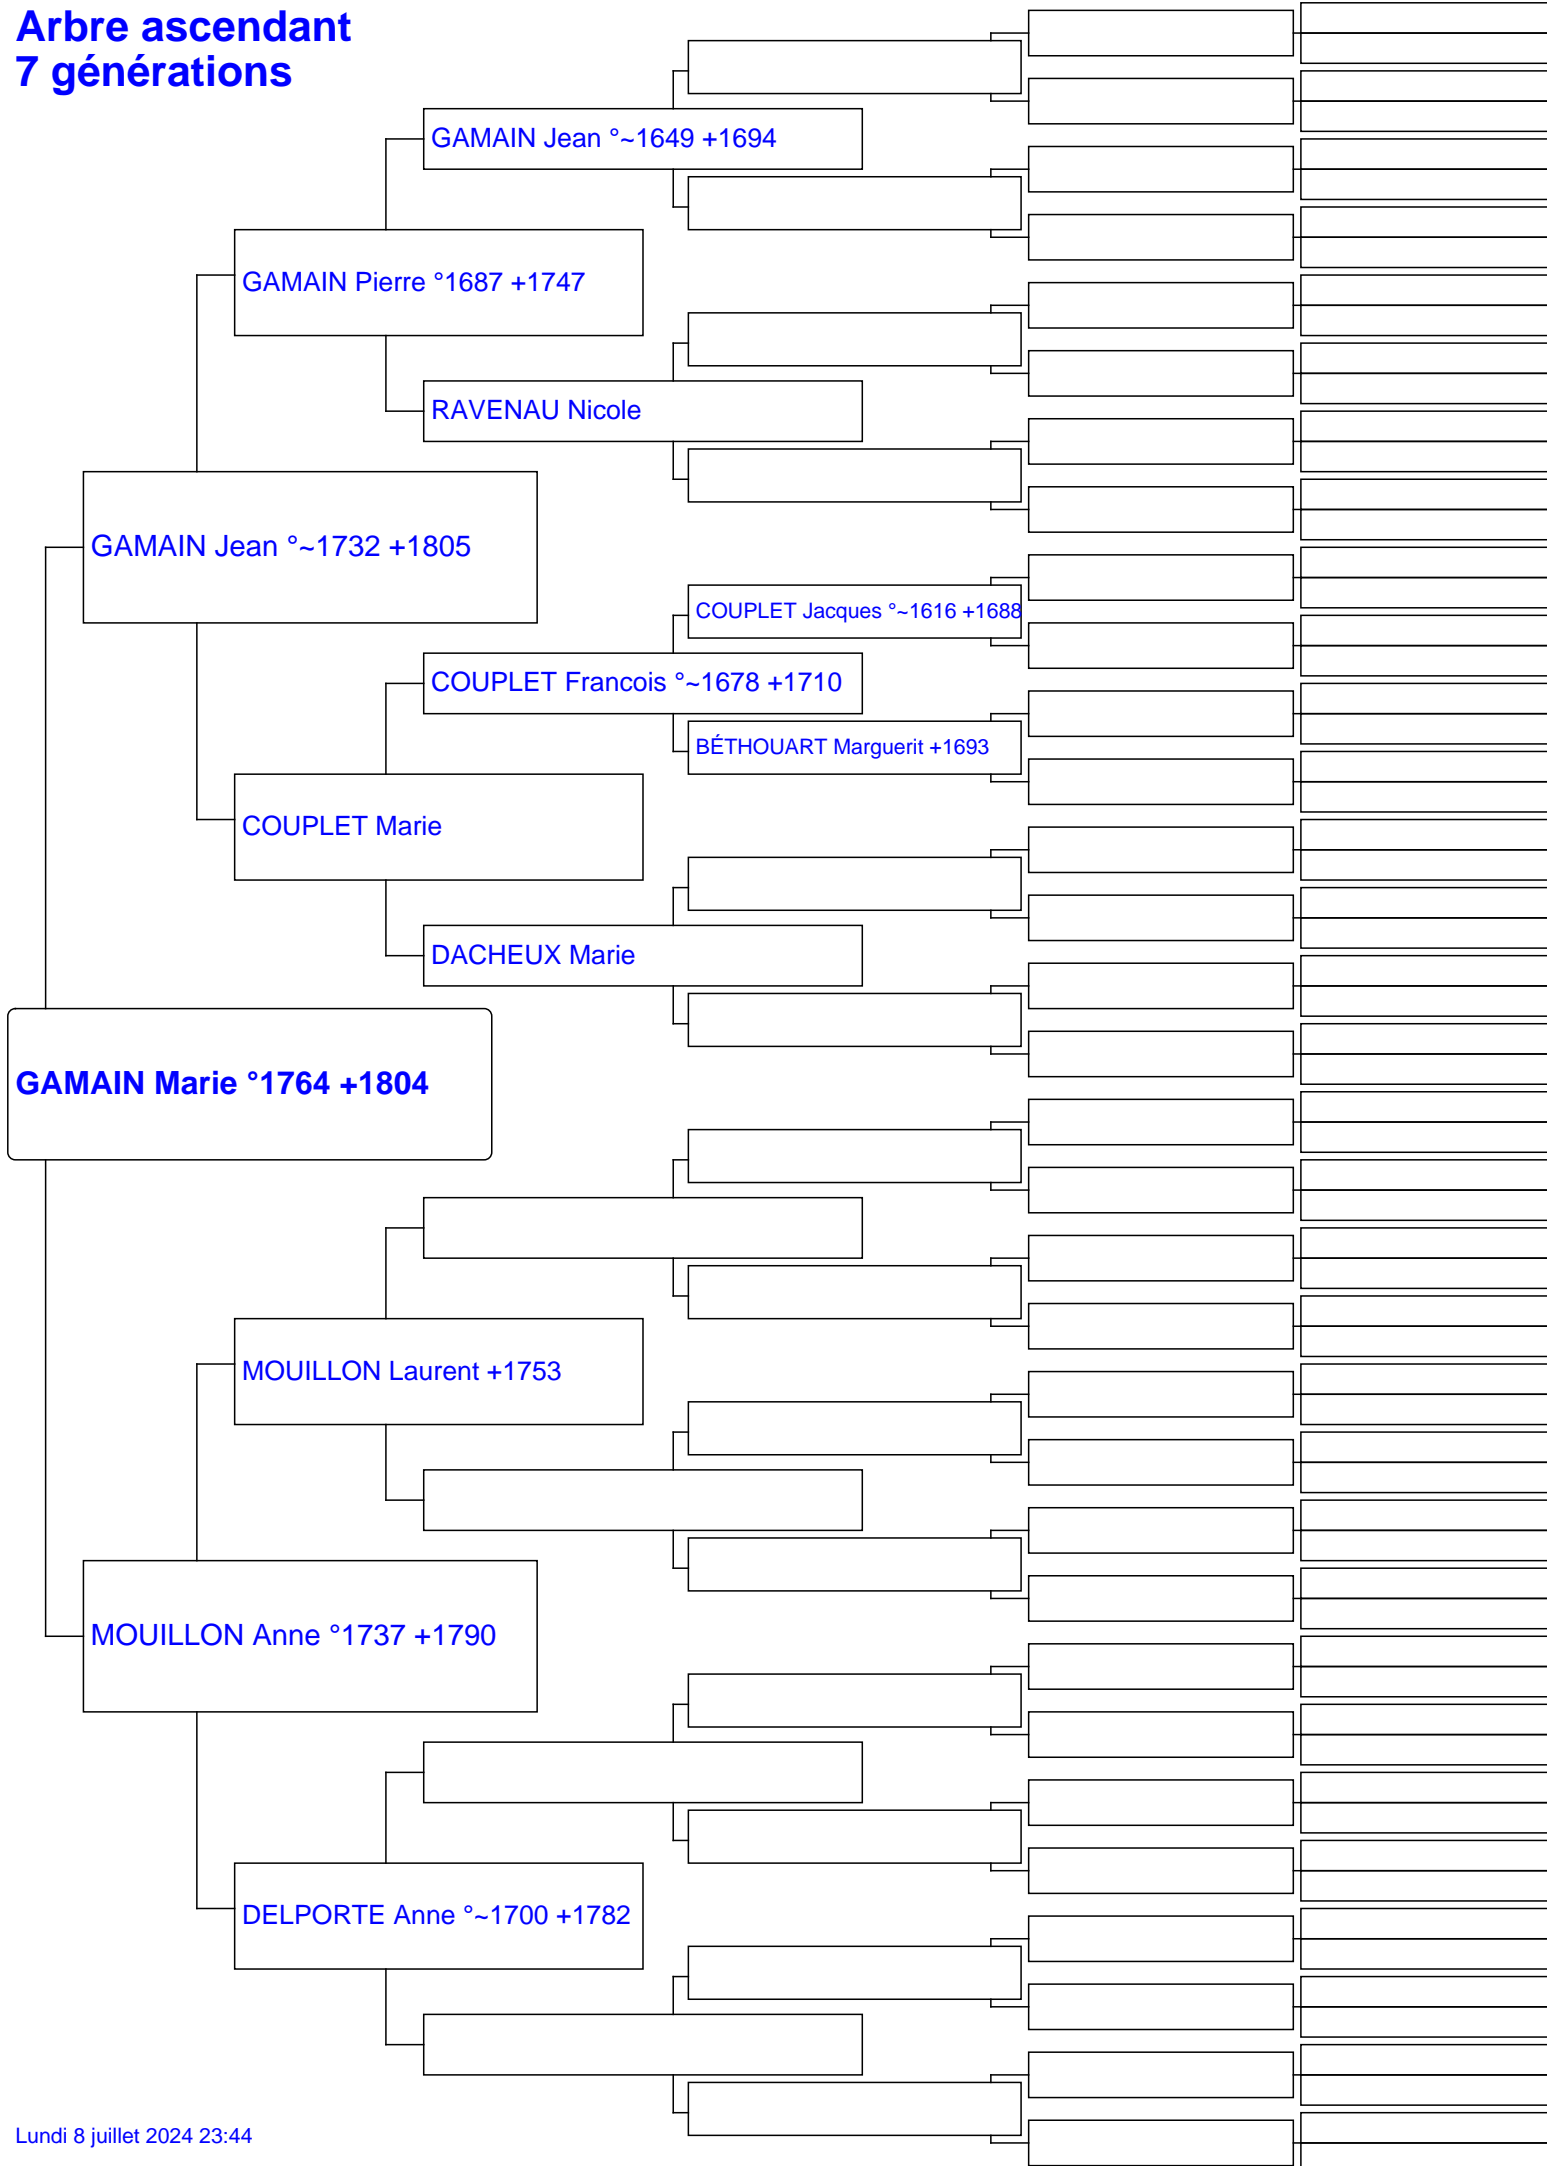 Arbre ascendant
7 générations
GAMAIN Jean °~1649 +1694
GAMAIN Pierre °1687 +1747
RAVENAU Nicole
GAMAIN Jean °~1732 +1805
COUPLET Jacques °~1616 +1688
COUPLET Francois °~1678 +1710
BÉTHOUART Marguerit +1693
COUPLET Marie
DACHEUX Marie
GAMAIN Marie °1764 +1804
MOUILLON Laurent +1753
MOUILLON Anne °1737 +1790
DELPORTE Anne °~1700 +1782
Lundi 8 juillet 2024 23:44